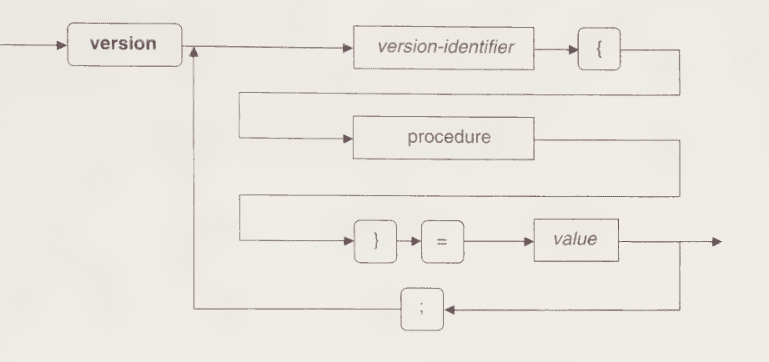 version version-identifier {
procedure
} = value
;